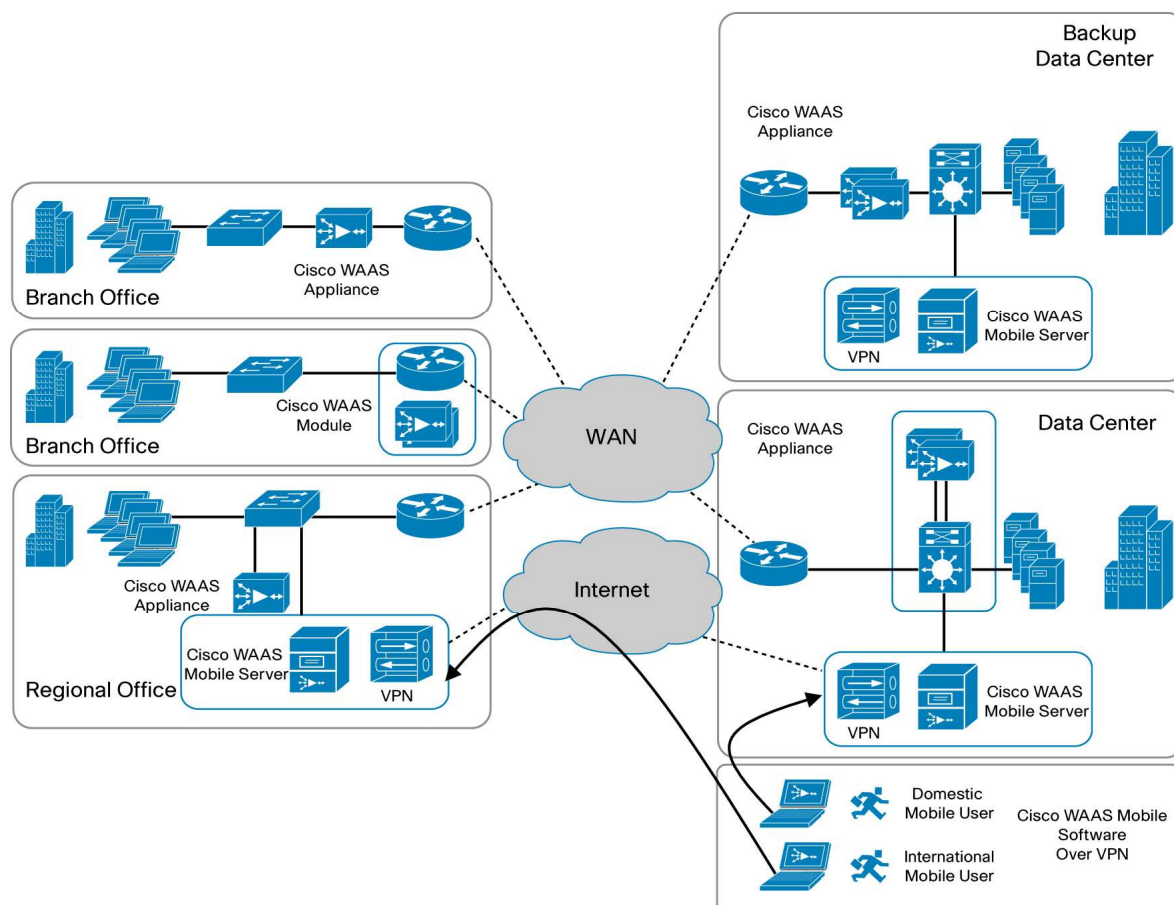 Backup
Data Center
Cisco WAAS
Appliance
VPN
Cisco WAAS
Mobile Server
Cisco WAAS
Appliance
Branch Office
Cisco WAAS
Module
Branch Office
WAN
Cisco WAAS
Appliance
Data Center
Cisco WAAS
Appliance
Cisco WAAS
Mobile Server
VPN
Regional Office
Internet
VPN
Cisco WAAS
Mobile Server
Domestic
Mobile User
International
Mobile User
Cisco WAAS Mobile
Software
Over VPN